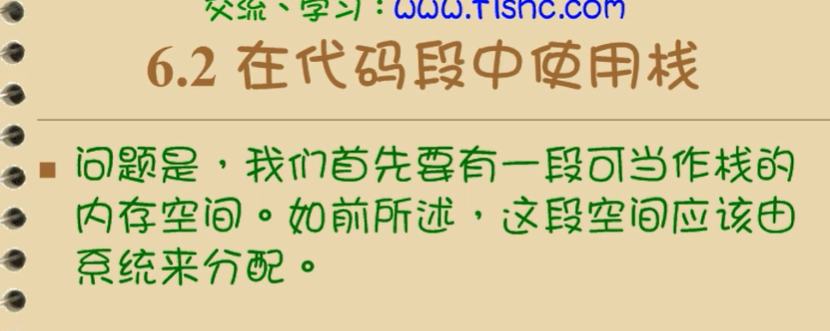 交流、学习：www.flshc.com
6.2 在代码段中使用栈
问题是，我们首先要有一段可当作栈的
内存空间。如前所述，这段空间应该由
系统来分配。